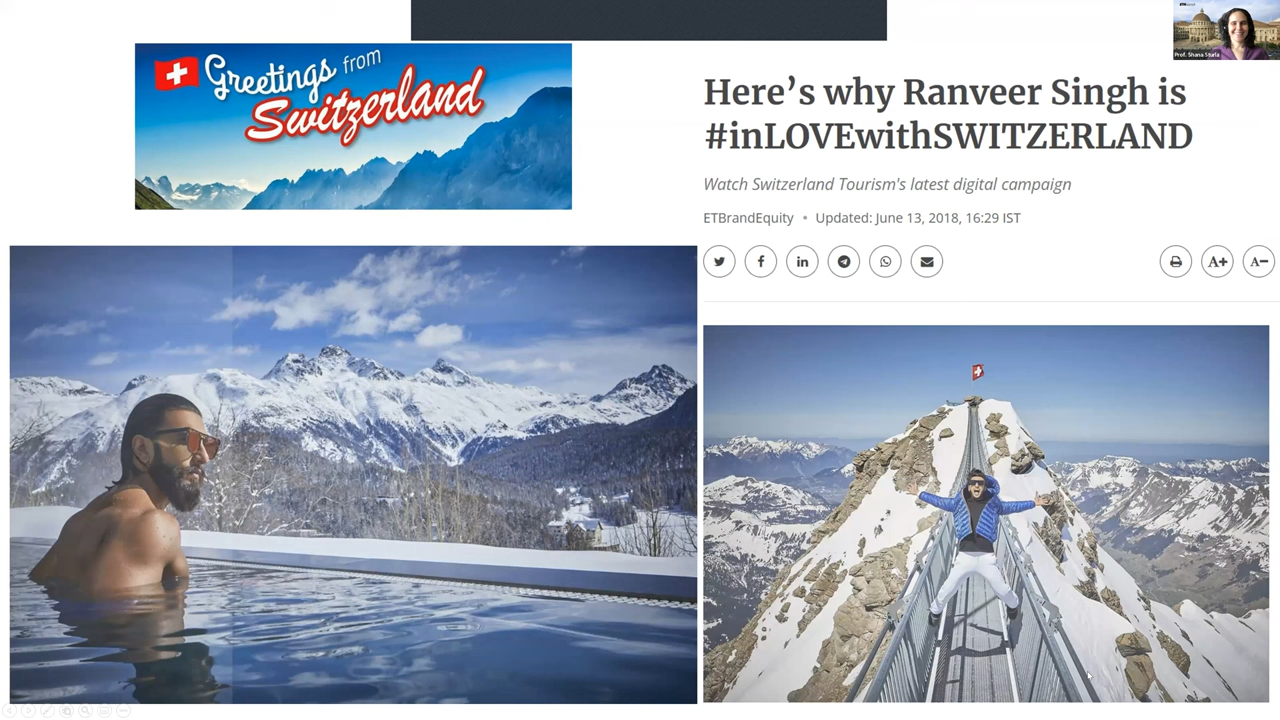 Greetings from
Switzerland
Here’s why Ranveer Singh is
#inLOVEwithSWITZERLAND
Watch Switzerland Tourism's latest digital campaign
ETBrandEquity • Updated: June 13, 2018, 16:29 IST
A+
A−
Prof. Shana Sturla